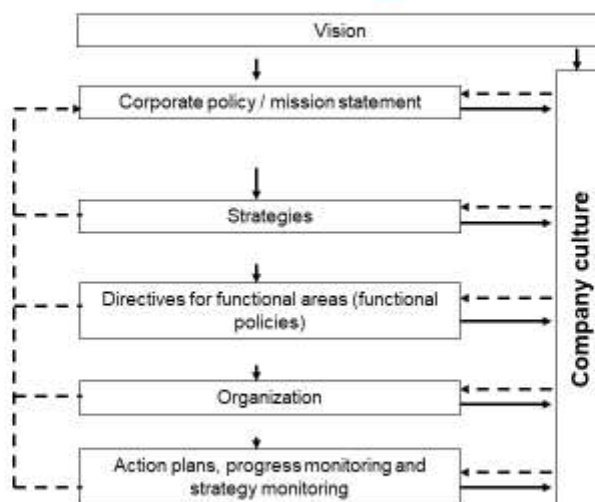 Vision
Corporate policy / mission statement
Strategies
Directives for functional areas (functional
policies)
Organization
Action plans, progress monitoring and
strategy monitoring
Company culture